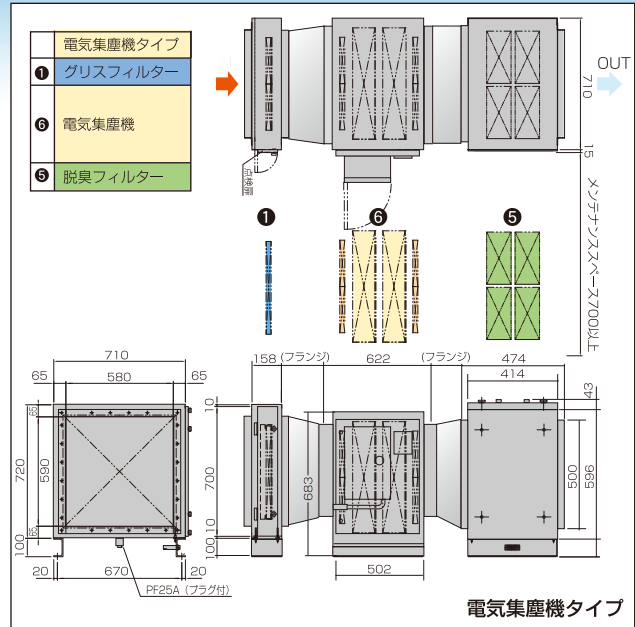 電気集塵機タイプ
❶ グリスフィルター
❻ 電気集塵機
❺ 脱臭フィルター
OUT
710
15
点検扉
メンテナンススペース700以上
❶ ❻ ❺
710
65 580 65
65
720
590
65
100
20 670 20
PF25A（プラグ付）
158 (フランジ) 622 (フランジ) 474
414
43
10
700
683
500
596
10
100
502
電気集塵機タイプ